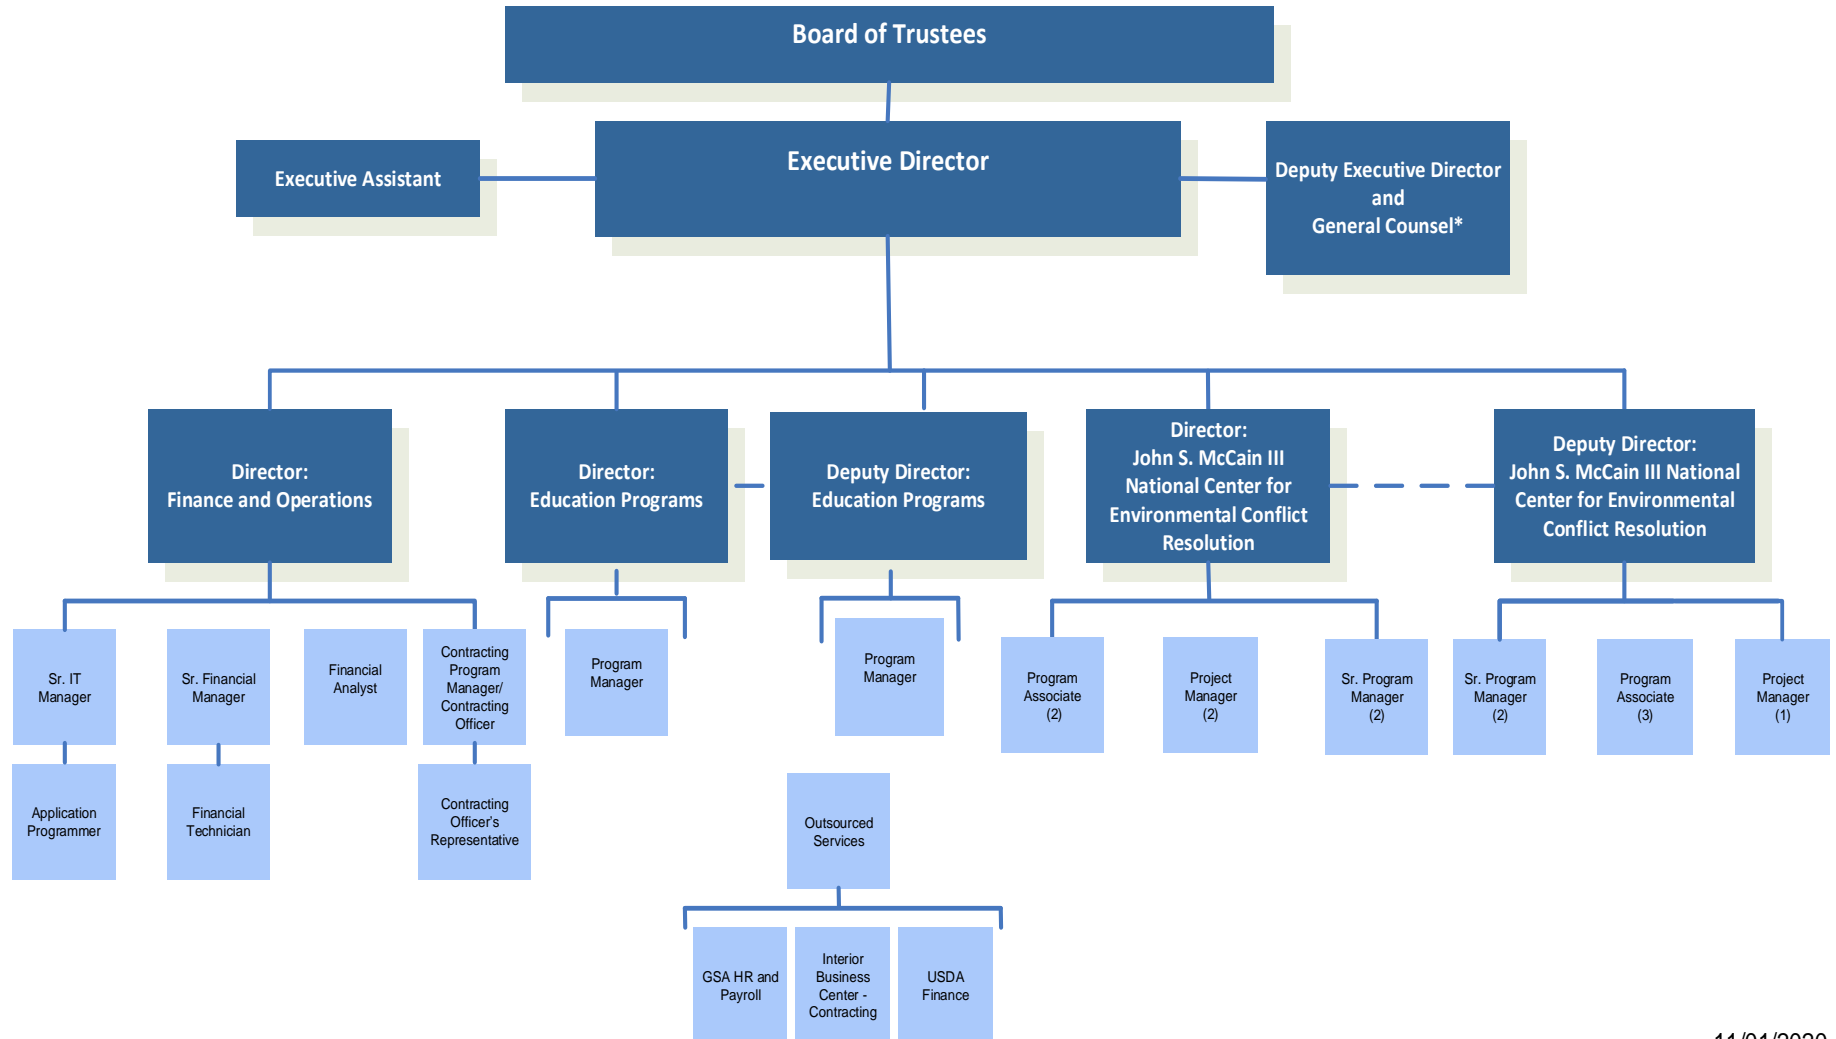 Board of Trustees
Executive Director
Executive Assistant
Deputy Executive Director
and
General Counsel*
Director:
Finance and Operations
Director:
Education Programs
Deputy Director:
Education Programs
Director:
John S. McCain III
National Center for
Environmental Conflict
Resolution
Deputy Director:
John S. McCain III National
Center for Environmental
Conflict Resolution
Sr. IT
Manager
Sr. Financial
Manager
Financial
Analyst
Contracting
Program
Manager/
Contracting
Officer
Program
Manager
Program
Manager
Program
Associate
(2)
Project
Manager
(2)
Sr. Program
Manager
(2)
Sr. Program
Manager
(2)
Program
Associate
(3)
Project
Manager
(1)
Application
Programmer
Financial
Technician
Contracting
Officer's
Representative
Outsourced
Services
GSA HR and
Payroll
Interior
Business
Center -
Contracting
USDA
Finance
11/01/2020